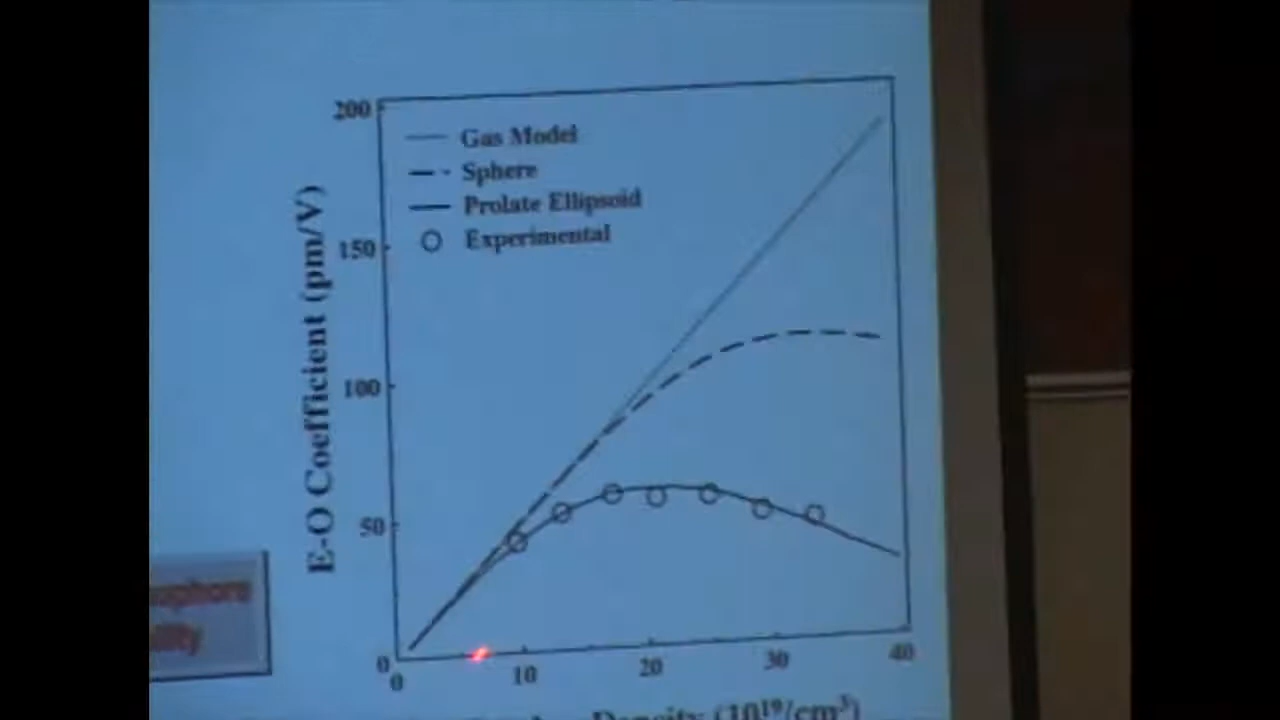 200
Gas Model
Sphere
Prolate Ellipsoid
Experimental
150
E-O Coefficient (pm/V)
100
50
0
0 10 20 30 40
Density (10¹⁹/cm³)